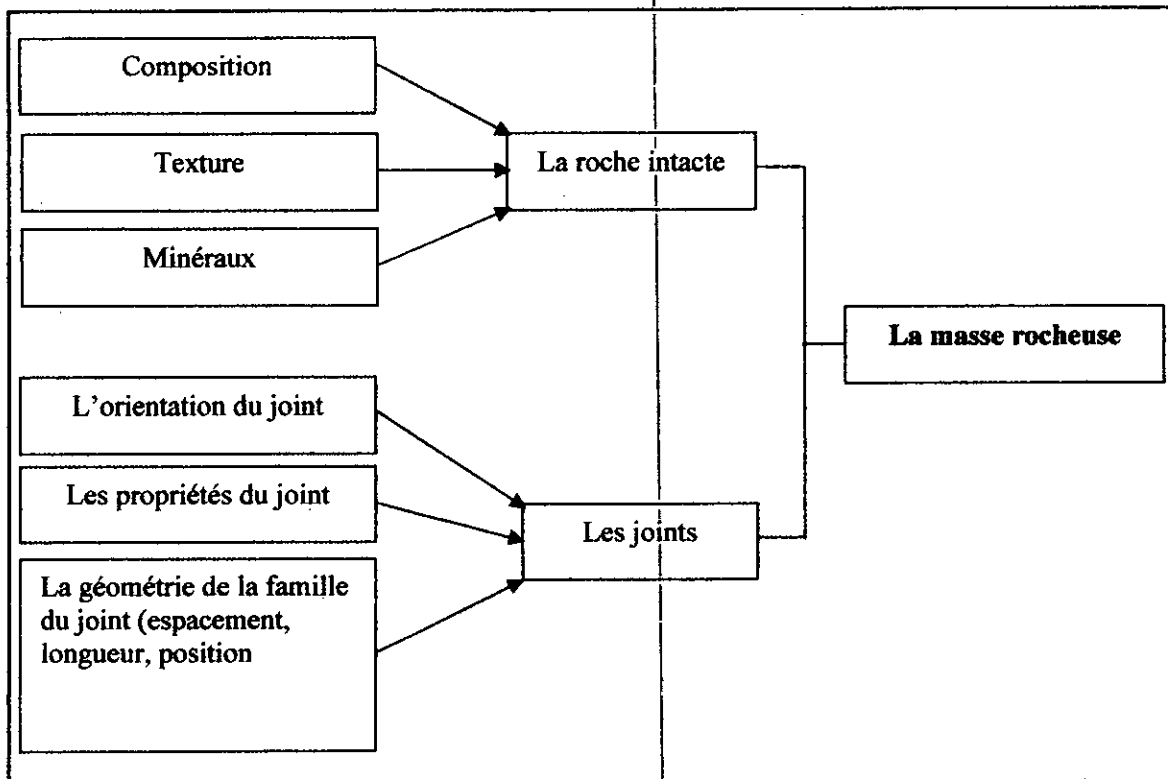 Composition
Texture
La roche intacte
Minéraux
La masse rocheuse
L'orientation du joint
Les propriétés du joint
Les joints
La géométrie de la famille
du joint (espacement,
longueur, position